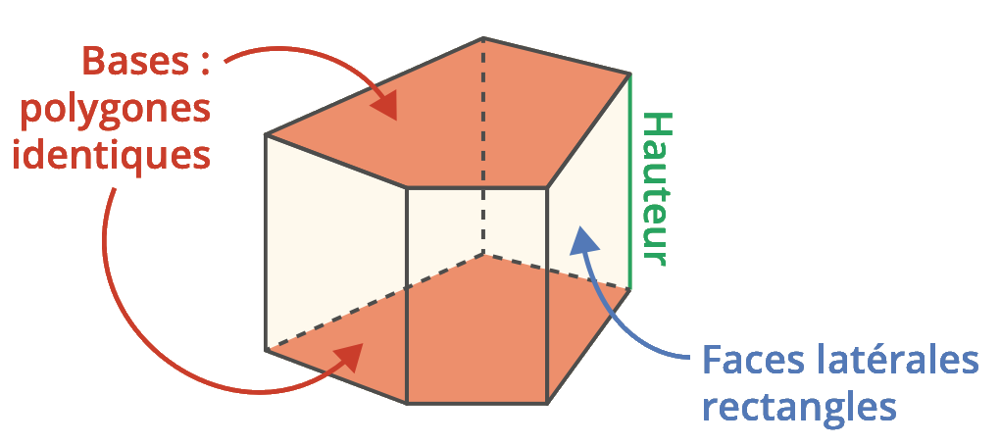 Bases :
polygones
identiques
Hauteur
Faces latérales
rectangles